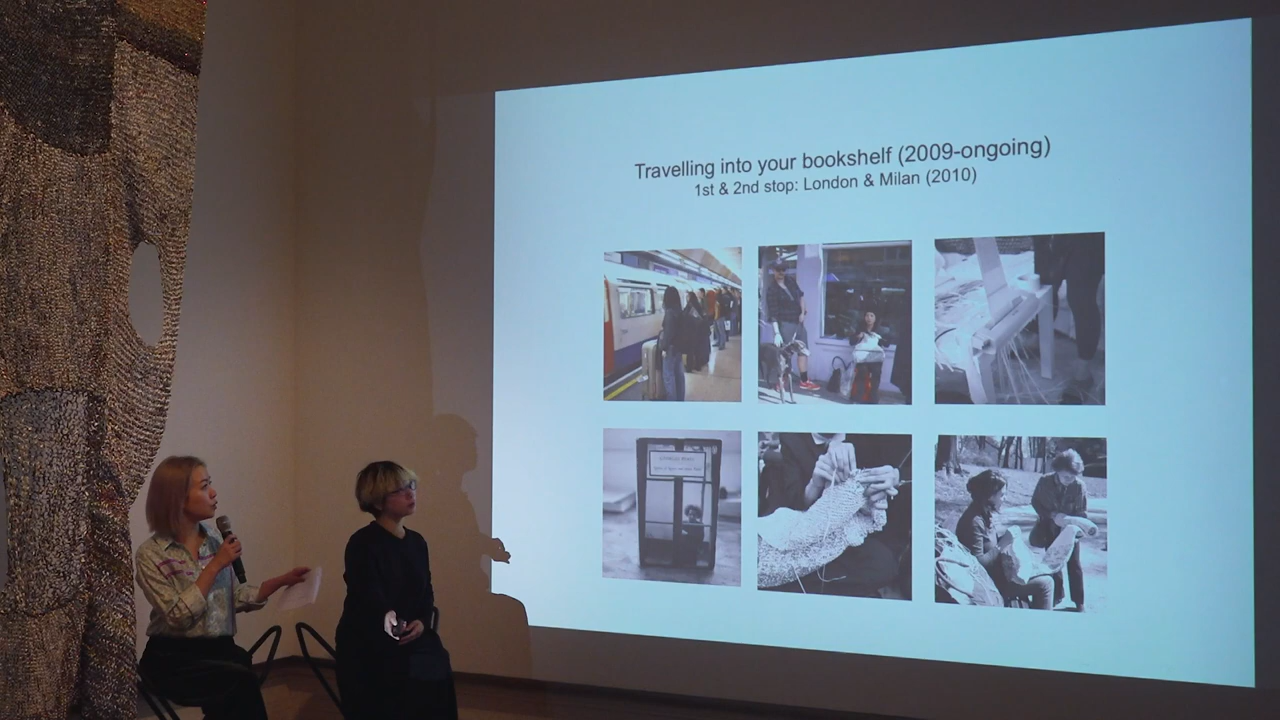 Travelling into your bookshelf (2009-ongoing)
1st & 2nd stop: London & Milan (2010)